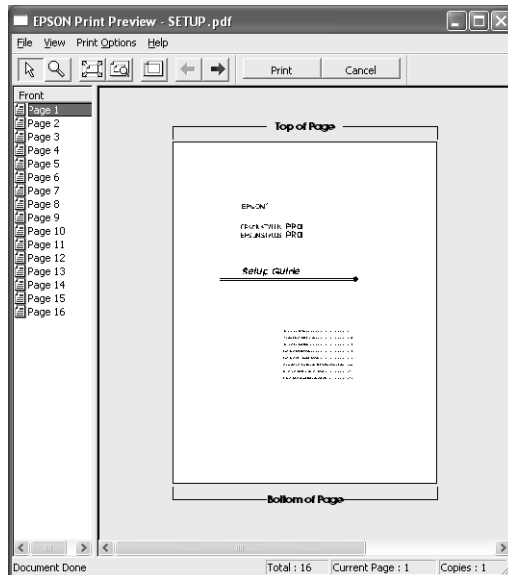 EPSON Print Preview - SETUP.pdf
File View Print Options Help
Print Cancel
Front
Page 1
Page 2
Page 3
Page 4
Page 5
Page 6
Page 7
Page 8
Page 9
Page 10
Page 11
Page 12
Page 13
Page 14
Page 15
Page 16
Top of Page
EPSON
PRO
PRO
Setup Guide
Bottom of Page
Document Done Total : 16 Current Page : 1 Copies : 1